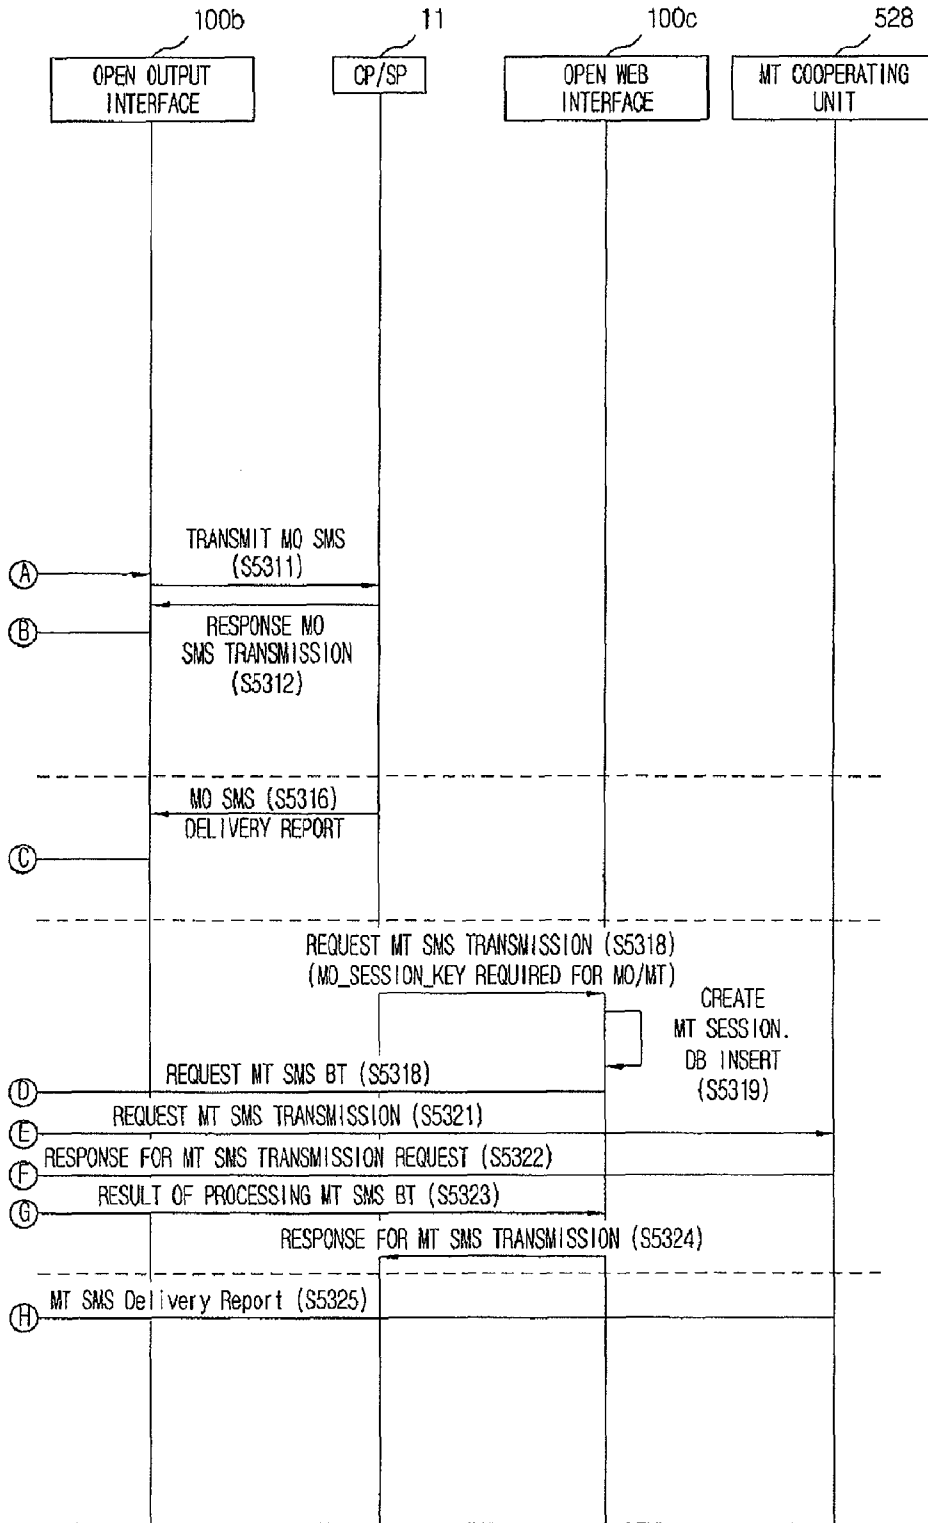 100b
11
100c
528
OPEN OUTPUT
INTERFACE
CP/SP
OPEN WEB
INTERFACE
MT COOPERATING
UNIT
TRANSMIT MO SMS
(S5311)
A
B
RESPONSE MO
SMS TRANSMISSION
(S5312)
MO SMS (S5316)
DELIVERY REPORT
C
REQUEST MT SMS TRANSMISSION (S5318)
(MO_SESSION_KEY REQUIRED FOR MO/MT)
CREATE
MT SESSION.
DB INSERT
(S5319)
REQUEST MT SMS BT (S5318)
D
REQUEST MT SMS TRANSMISSION (S5321)
E
RESPONSE FOR MT SMS TRANSMISSION REQUEST (S5322)
F
RESULT OF PROCESSING MT SMS BT (S5323)
G
RESPONSE FOR MT SMS TRANSMISSION (S5324)
MT SMS Delivery Report (S5325)
H